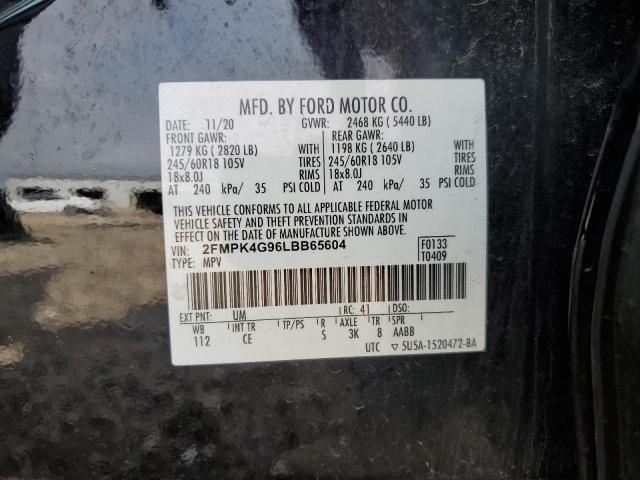 MFD. BY FORD MOTOR CO.
DATE: 11/20 GVWR: 2468 KG ( 5440 LB)
FRONT GAWR: REAR GAWR:
1279 KG ( 2820 LB) WITH 1198 KG ( 2640 LB) WITH
245/60R18 105V TIRES 245/60R18 105V TIRES
18x8.0J RIMS 18x8.0J RIMS
AT 240 kPa/ 35 PSI COLD AT 240 kPa/ 35 PSI COLD
THIS VEHICLE CONFORMS TO ALL APPLICABLE FEDERAL MOTOR
VEHICLE SAFETY AND THEFT PREVENTION STANDARDS IN
EFFECT ON THE DATE OF MANUFACTURE SHOWN ABOVE.
VIN: 2FMPK4G96LBB65604 F0133
TYPE: MPV T0409
EXT PNT: UM RC: 41 DSO:
WB INT TR TP/PS R AXLE TR SPR
112 CE S 3K 8 AABB
UTC ▽ 5U5A-1520472-BA